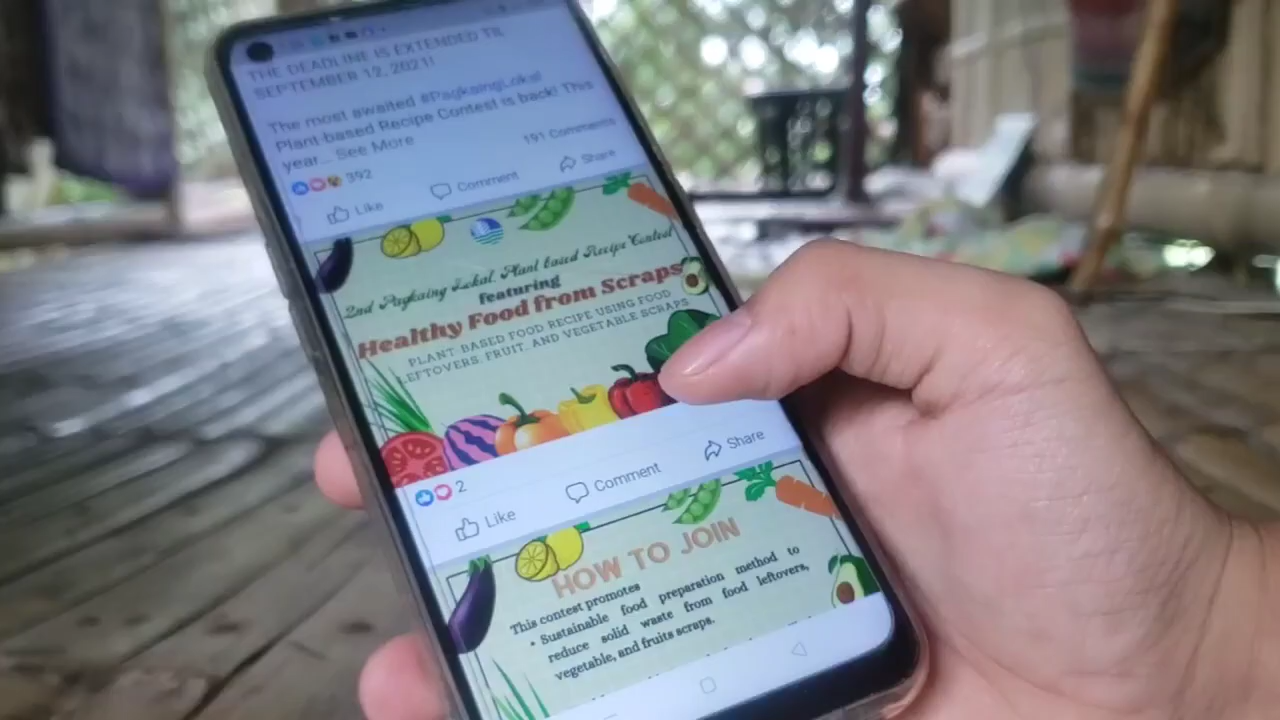 THE DEADLINE IS EXTENDED TIL
SEPTEMBER 12, 2021!
The most awaited #PagkaingLokal
Plant-based Recipe Contest is back! This
year... See More
392
191 Comments
Like
Comment
Share
2nd Pagkaing Lokal: Plant based Recipe Contest
featuring
Healthy Food from Scraps
PLANT-BASED FOOD RECIPE USING FOOD
LEFTOVERS, FRUIT, AND VEGETABLE SCRAPS
2
Like
Comment
Share
HOW TO JOIN
This contest promotes
• Sustainable food preparation method to
reduce solid waste from food leftovers,
vegetable, and fruits scraps.